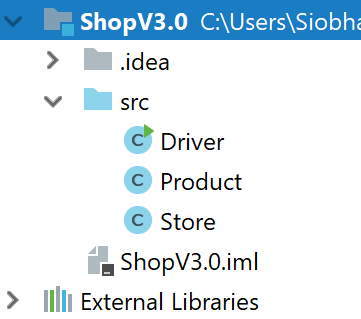 ShopV3.0 C:\Users\Siobha
.idea
src
C Driver
C Product
C Store
ShopV3.0.iml
External Libraries